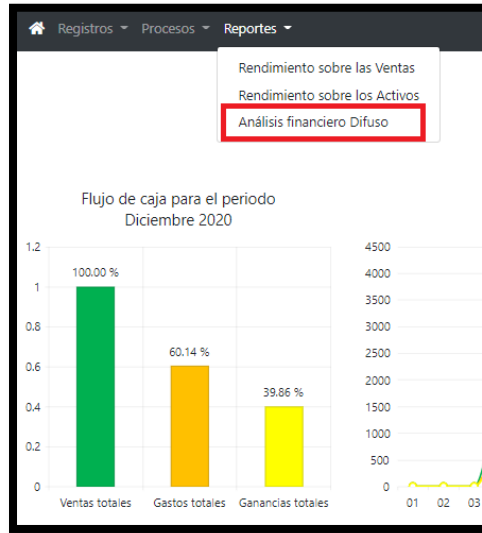 Registros Procesos Reportes
Rendimiento sobre las Ventas
Rendimiento sobre los Activos
Análisis financiero Difuso
Flujo de caja para el periodo
Diciembre 2020
1.2
1
0.8
0.6
0.4
0.2
0
100.00 %
60.14 %
39.86 %
Ventas totales Gastos totales Ganancias totales
4500
4000
3500
3000
2500
2000
1500
1000
500
0
01 02 03